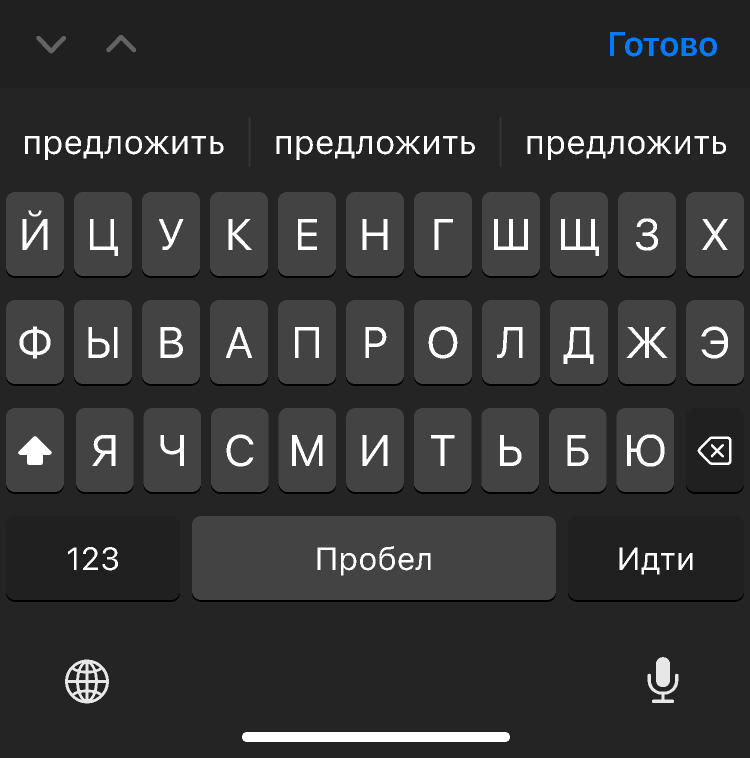 Готово
предложить предложить предложить
Й Ц У К Е Н Г Ш Щ З Х
Ф Ы В А П Р О Л Д Ж Э
Я Ч С М И Т Ь Б Ю
123 Пробел Идти